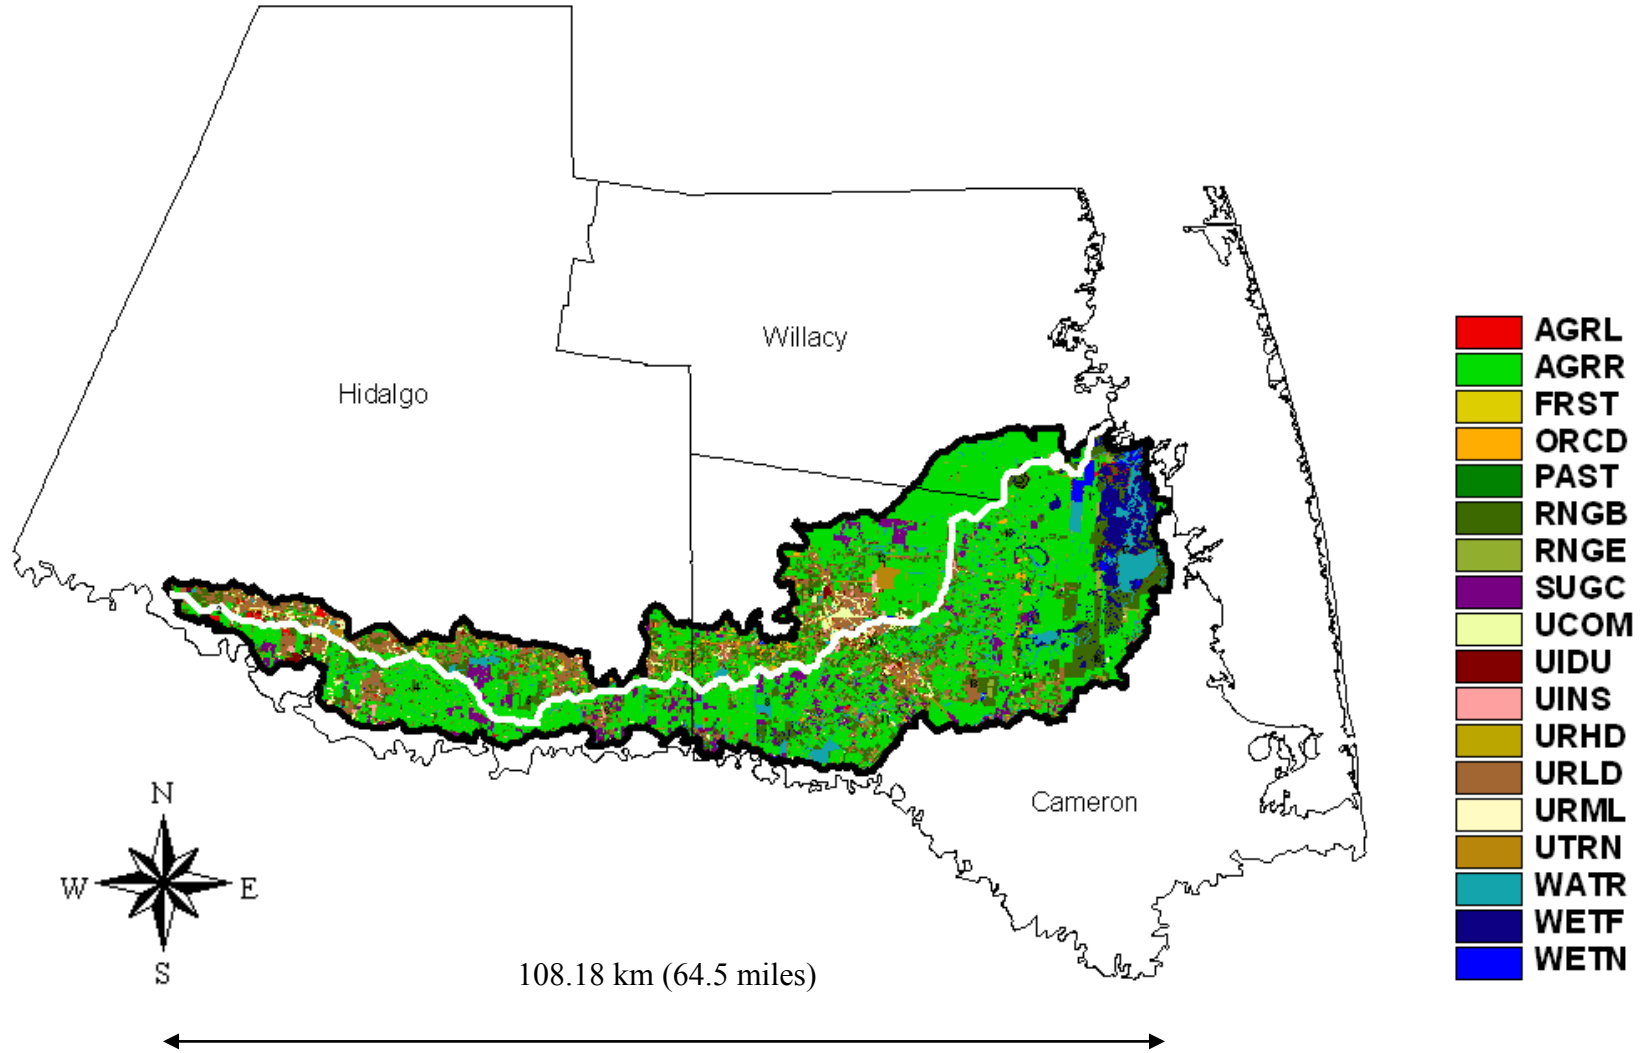 Willacy
Hidalgo
Cameron
N
W
E
S
108.18 km (64.5 miles)
AGRL
AGRR
FRST
ORCD
PAST
RNGB
RNGE
SUGC
UCOM
UIDU
UINS
URHD
URLD
URML
UTRN
WATR
WETF
WETN